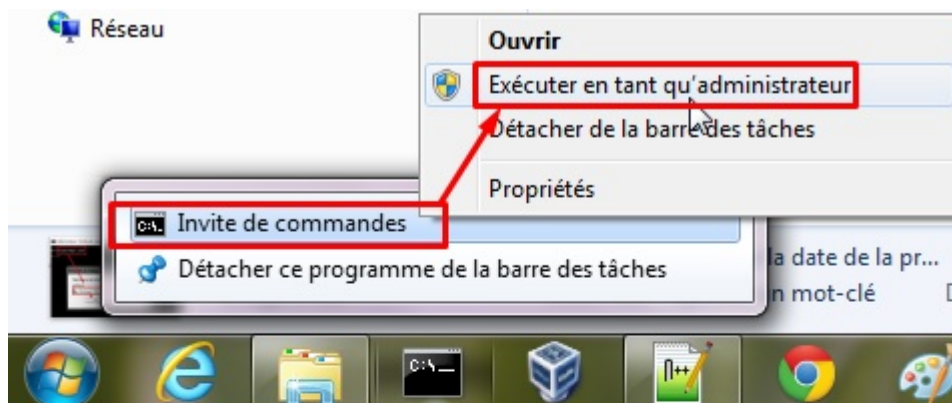 Réseau
Ouvrir
Exécuter en tant qu'administrateur
Détacher de la barre des tâches
Propriétés
Invite de commandes
Détacher ce programme de la barre des tâches
la date de la pr...
n mot-clé
C:\_
N++